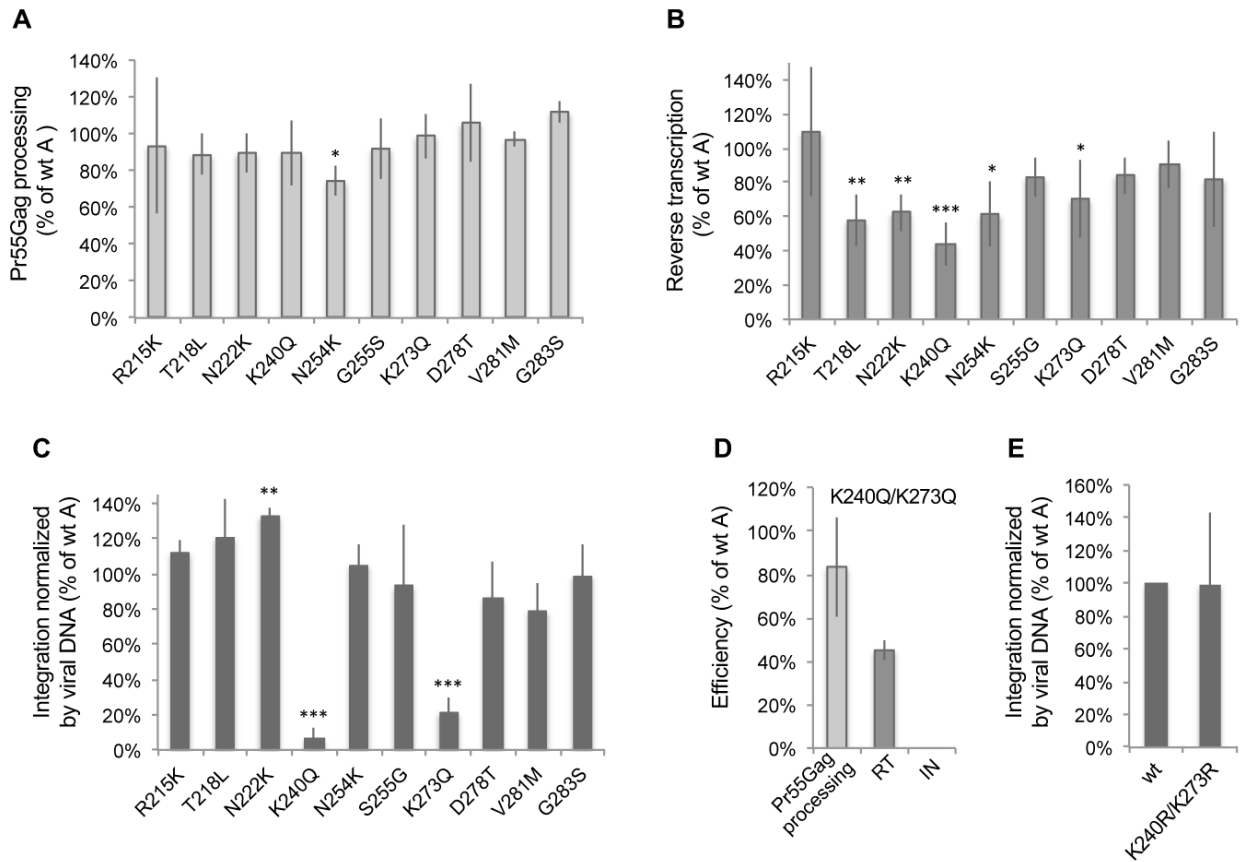 A
Pr55Gag processing
(% of wt A )
140%
120%
100%
80%
60%
40%
20%
0%
*
R215K
T218L
N222K
K240Q
N254K
G255S
K273Q
D278T
V281M
G283S
B
Reverse transcription
(% of wt A)
140%
120%
100%
80%
60%
40%
20%
0%
**
**
***
*
*
R215K
T218L
N222K
K240Q
N254K
S255G
K273Q
D278T
V281M
G283S
C
Integration normalized
by viral DNA (% of wt A)
140%
120%
100%
80%
60%
40%
20%
0%
**
***
***
R215K
T218L
N222K
K240Q
N254K
S255G
K273Q
D278T
V281M
G283S
D
Efficiency (% of wt A)
120%
100%
80%
60%
40%
20%
0%
K240Q/K273Q
Pr55Gag
processing
RT
IN
E
Integration normalized
by viral DNA (% of wt A)
160%
140%
120%
100%
80%
60%
40%
20%
0%
wt
K240R/K273R